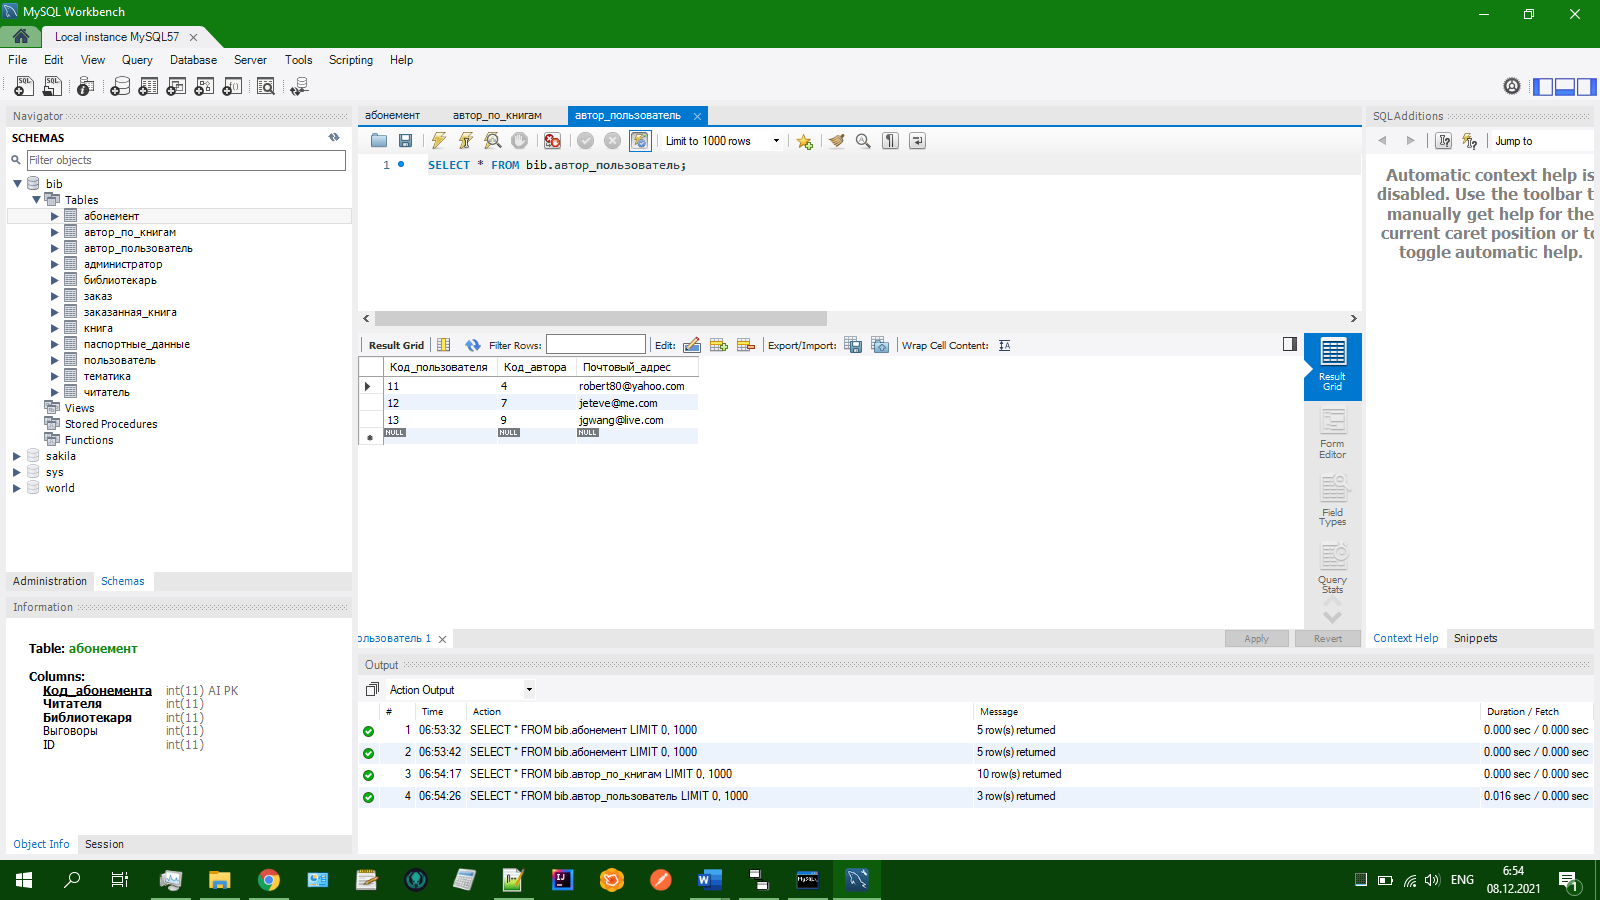 MySQL Workbench
Local instance MySQL57
File Edit View Query Database Server Tools Scripting Help
Navigator
SCHEMAS
Filter objects
bib
Tables
абонемент
автор_по_книгам
автор_пользователь
администратор
библиотекарь
заказ
заказанная_книга
книга
паспортные_данные
пользователь
тематика
читатель
Views
Stored Procedures
Functions
sakila
sys
world
Administration Schemas
Information
Table: абонемент
Columns:
Код_абонемента int(11) AI PK
Читателя int(11)
Библиотекаря int(11)
Выговоры int(11)
ID int(11)
Object Info Session
абонемент автор_по_книгам автор_пользователь
Limit to 1000 rows
1 SELECT * FROM bib.автор_пользователь;
Result Grid Filter Rows: Edit: Export/Import: Wrap Cell Content:
Код_пользователя Код_автора Почтовый_адрес
11 4 robert80@yahoo.com
12 7 jeteve@me.com
13 9 jgwang@live.com
NULL NULL NULL
Result Grid
Form Editor
Field Types
Query Stats
ользователь 1
Apply Revert
SQLAdditions
Jump to
Automatic context help is
disabled. Use the toolbar t
manually get help for the
current caret position or to
toggle automatic help.
Context Help Snippets
Output
Action Output
# Time Action Message Duration / Fetch
1 06:53:32 SELECT * FROM bib.абонемент LIMIT 0, 1000 5 row(s) returned 0.000 sec / 0.000 sec
2 06:53:42 SELECT * FROM bib.абонемент LIMIT 0, 1000 5 row(s) returned 0.000 sec / 0.000 sec
3 06:54:17 SELECT * FROM bib.автор_по_книгам LIMIT 0, 1000 10 row(s) returned 0.000 sec / 0.000 sec
4 06:54:26 SELECT * FROM bib.автор_пользователь LIMIT 0, 1000 3 row(s) returned 0.016 sec / 0.000 sec
ENG
6:54
08.12.2021
1